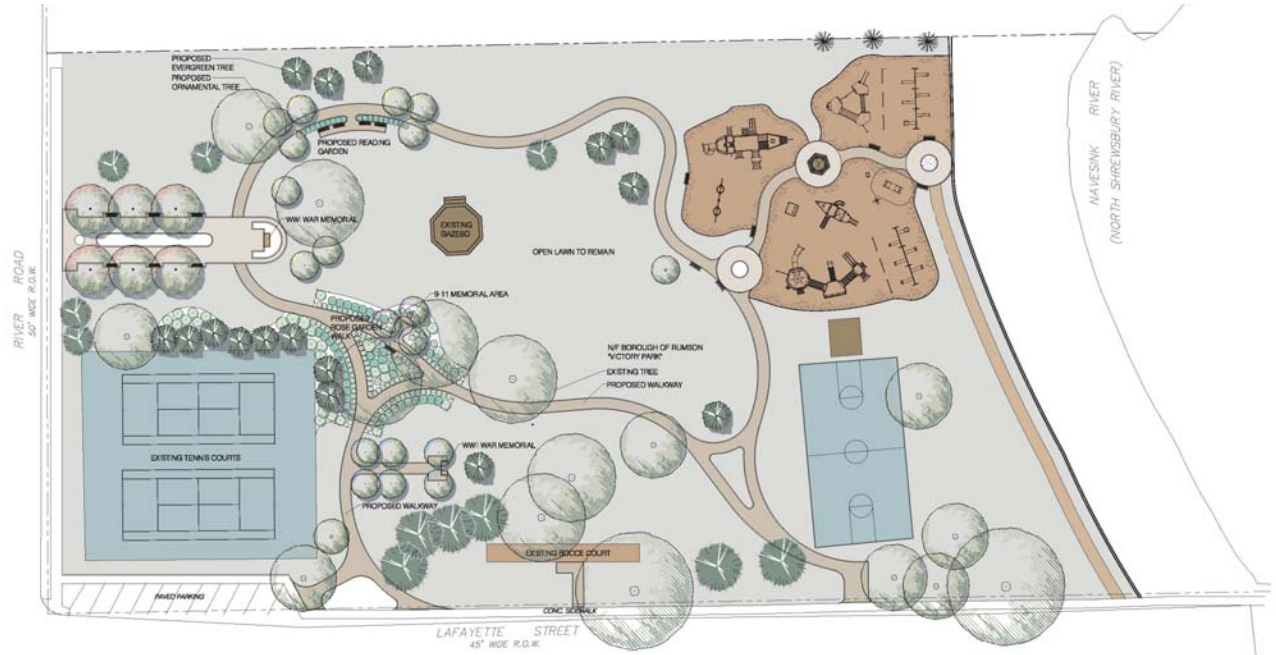 PROPOSED
EVERGREEN TREE
PROPOSED
ORNAMENTAL TREE
PROPOSED READING
GARDEN
WWI WAR MEMORIAL
EXISTING
GAZEBO
OPEN LAWN TO REMAIN
9-11 MEMORIAL AREA
PROPOSED
ROSE GARDEN
WALK
N/F BOROUGH OF RUMSON
"VICTORY PARK"
EXISTING TREE
PROPOSED WALKWAY
WWII WAR MEMORIAL
EXISTING TENNIS COURTS
PROPOSED WALKWAY
EXISTING BOCCE COURT
PAVED PARKING
CONC. SIDEWALK
LAFAYETTE STREET
45' WIDE R.O.W.
RIVER ROAD
50' WIDE R.O.W.
NAVESINK RIVER
(NORTH SHREWSBURY RIVER)